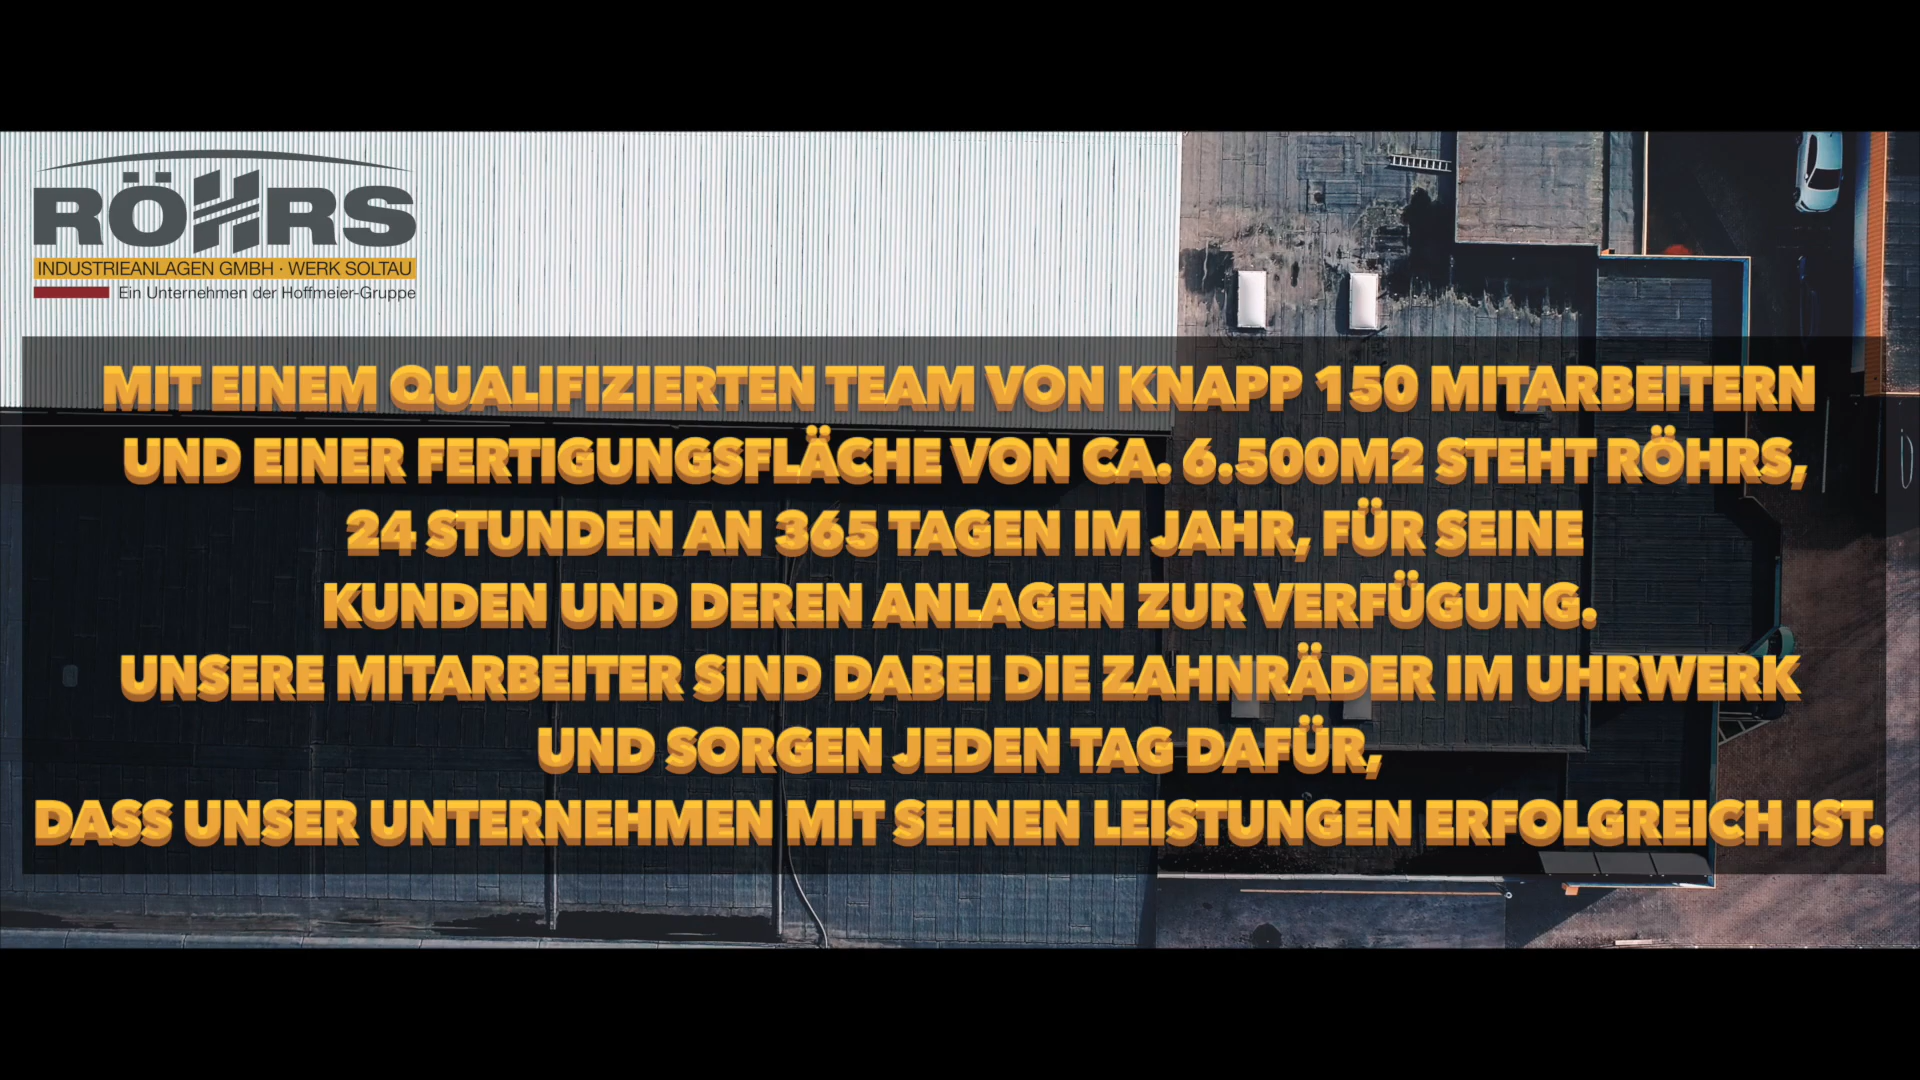 RÖHRS
INDUSTRIEANLAGEN GMBH · WERK SOLTAU
Ein Unternehmen der Hoffmeier-Gruppe
MIT EINEM QUALIFIZIERTEN TEAM VON KNAPP 150 MITARBEITERN
UND EINER FERTIGUNGSFLÄCHE VON CA. 6.500M2 STEHT RÖHRS,
24 STUNDEN AN 365 TAGEN IM JAHR, FÜR SEINE
KUNDEN UND DEREN ANLAGEN ZUR VERFÜGUNG.
UNSERE MITARBEITER SIND DABEI DIE ZAHNRÄDER IM UHRWERK
UND SORGEN JEDEN TAG DAFÜR,
DASS UNSER UNTERNEHMEN MIT SEINEN LEISTUNGEN ERFOLGREICH IST.